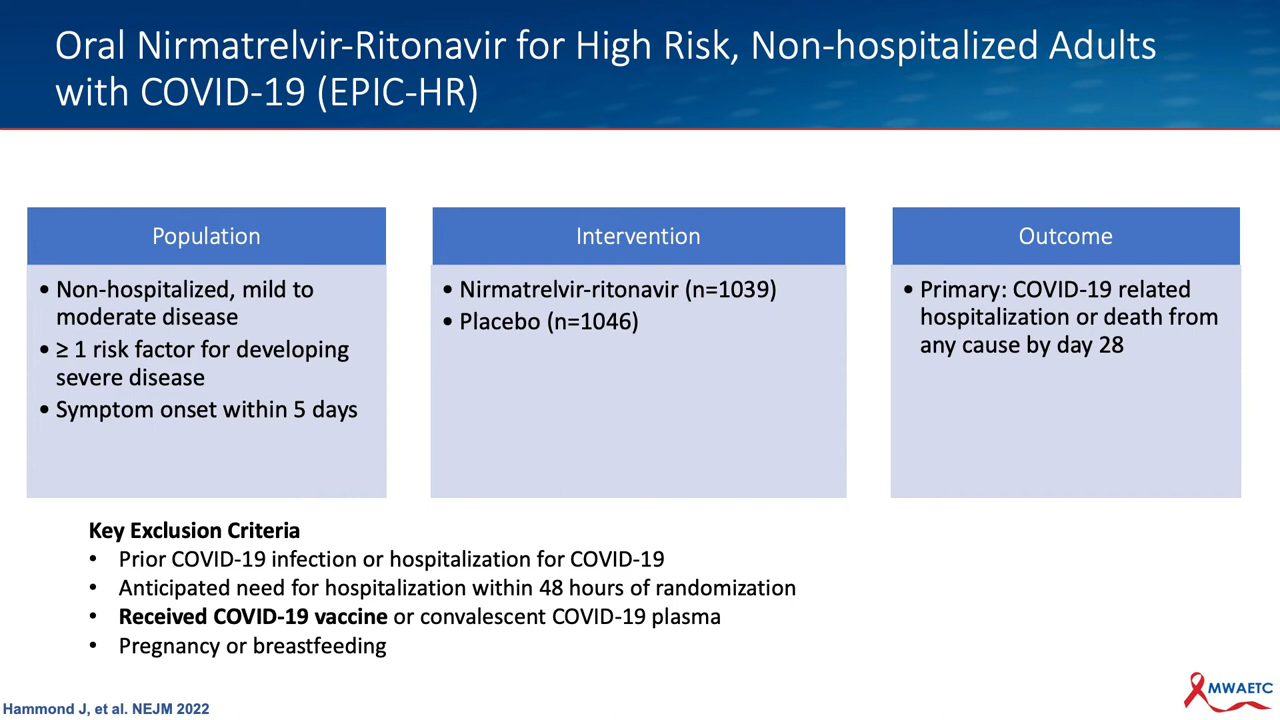 Oral Nirmatrelvir-Ritonavir for High Risk, Non-hospitalized Adults
with COVID-19 (EPIC-HR)
Population
• Non-hospitalized, mild to
moderate disease
• ≥ 1 risk factor for developing
severe disease
• Symptom onset within 5 days
Intervention
• Nirmatrelvir-ritonavir (n=1039)
• Placebo (n=1046)
Outcome
• Primary: COVID-19 related
hospitalization or death from
any cause by day 28
Key Exclusion Criteria
• Prior COVID-19 infection or hospitalization for COVID-19
• Anticipated need for hospitalization within 48 hours of randomization
• Received COVID-19 vaccine or convalescent COVID-19 plasma
• Pregnancy or breastfeeding
Hammond J, et al. NEJM 2022
MWAETC